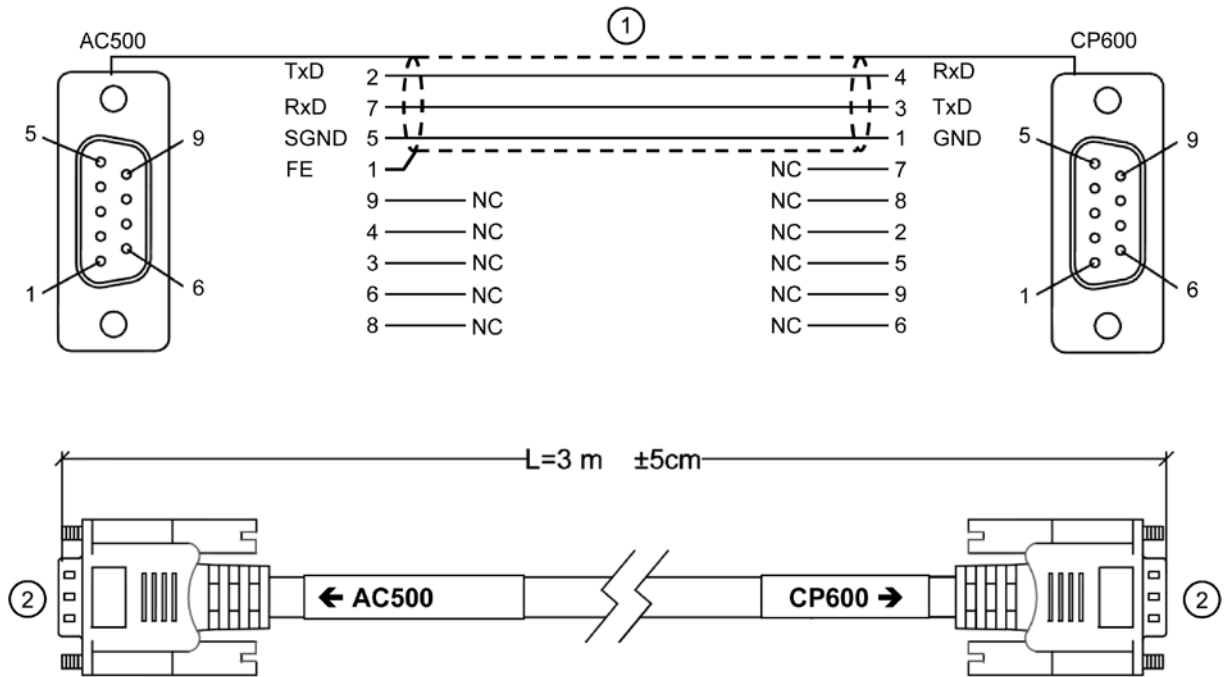 1
AC500
CP600
TxD 2 4 RxD
RxD 7 3 TxD
SGND 5 1 GND
FE 1 NC 7
9 NC NC 8
4 NC NC 2
3 NC NC 5
6 NC NC 9
8 NC NC 6
5 9
1 6
5 9
1 6
L=3 m ±5cm
2 ← AC500 CP600 → 2